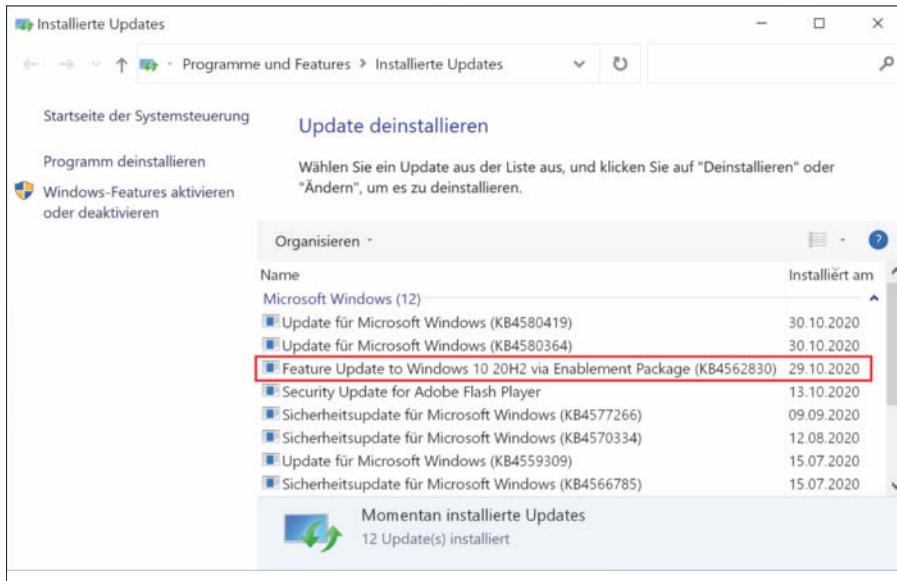 Installierte Updates
Programme und Features > Installierte Updates
Startseite der Systemsteuerung
Programm deinstallieren
Windows-Features aktivieren
oder deaktivieren
Update deinstallieren
Wählen Sie ein Update aus der Liste aus, und klicken Sie auf "Deinstallieren" oder
"Ändern", um es zu deinstallieren.
Organisieren
Name Installiert am
Microsoft Windows (12)
Update für Microsoft Windows (KB4580419) 30.10.2020
Update für Microsoft Windows (KB4580364) 30.10.2020
Feature Update to Windows 10 20H2 via Enablement Package (KB4562830) 29.10.2020
Security Update for Adobe Flash Player 13.10.2020
Sicherheitsupdate für Microsoft Windows (KB4577266) 09.09.2020
Sicherheitsupdate für Microsoft Windows (KB4570334) 12.08.2020
Update für Microsoft Windows (KB4559309) 15.07.2020
Sicherheitsupdate für Microsoft Windows (KB4566785) 15.07.2020
Momentan installierte Updates
12 Update(s) installiert